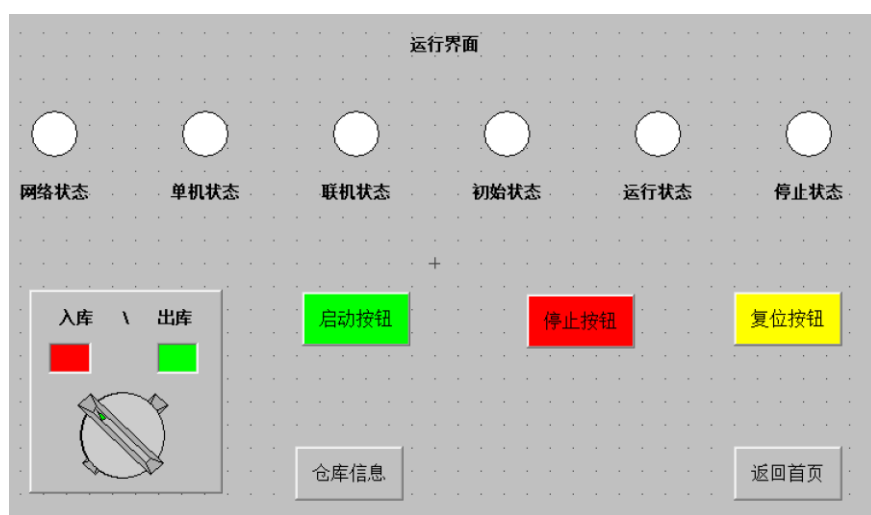 运行界面
网络状态 单机状态 联机状态 初始状态 运行状态 停止状态
入库 \ 出库
启动按钮
停止按钮
复位按钮
仓库信息
返回首页